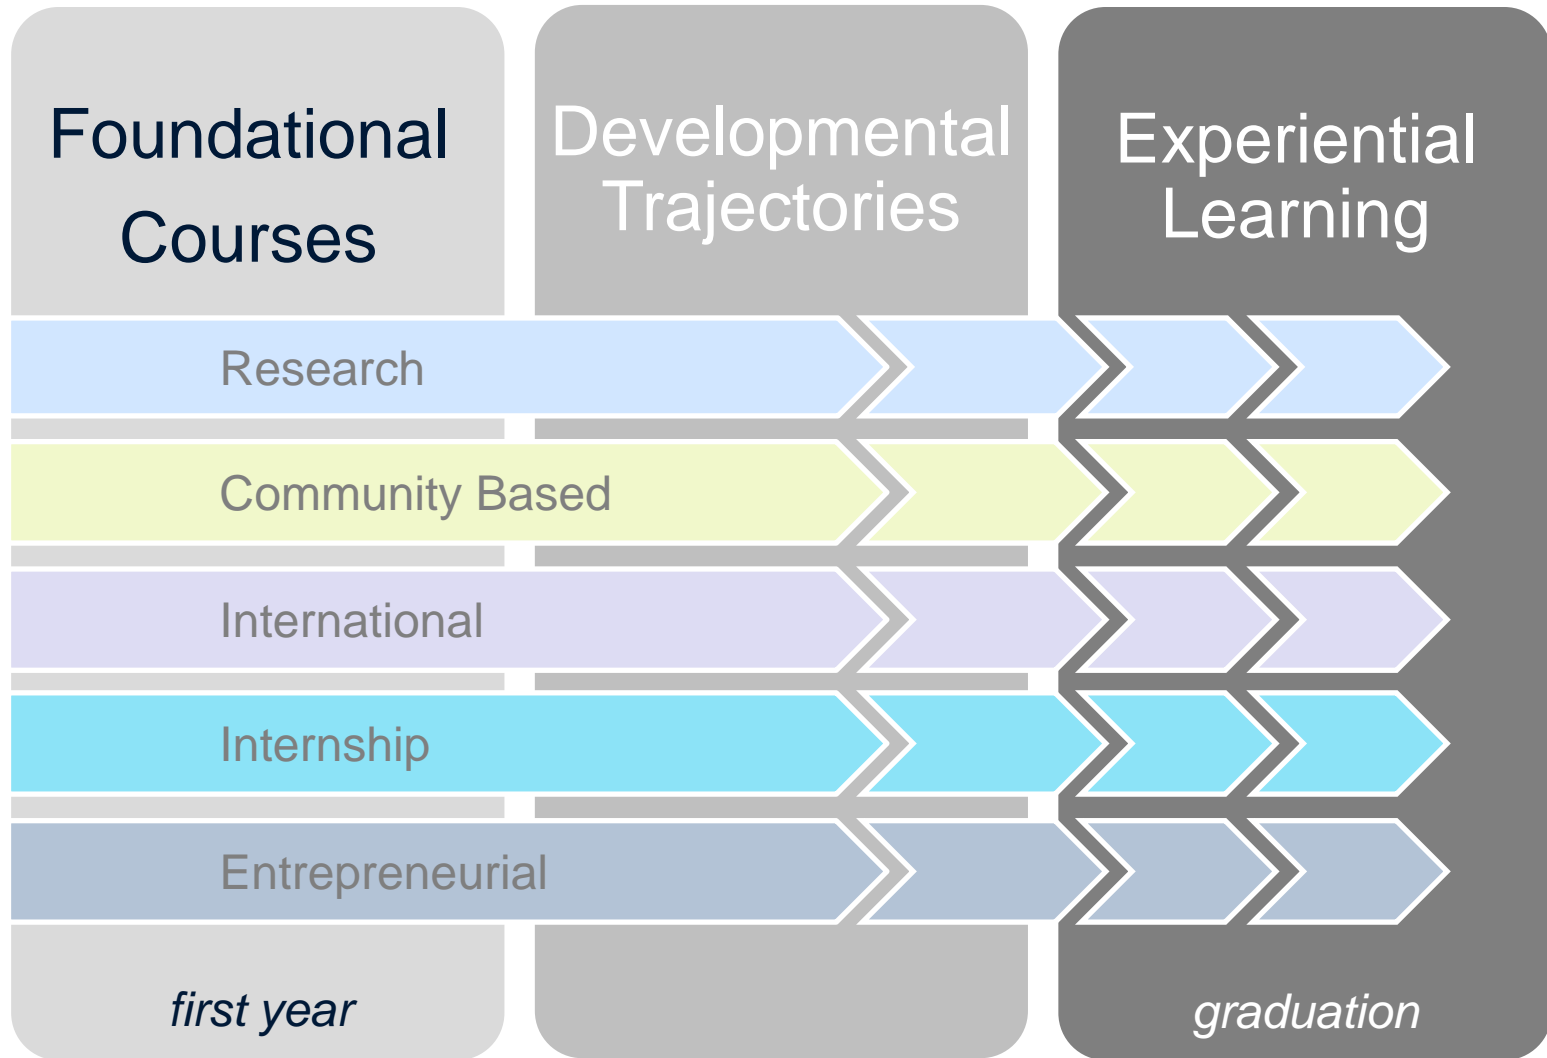 Foundational
Courses
Developmental
Trajectories
Experiential
Learning
Research
Community Based
International
Internship
Entrepreneurial
first year
graduation